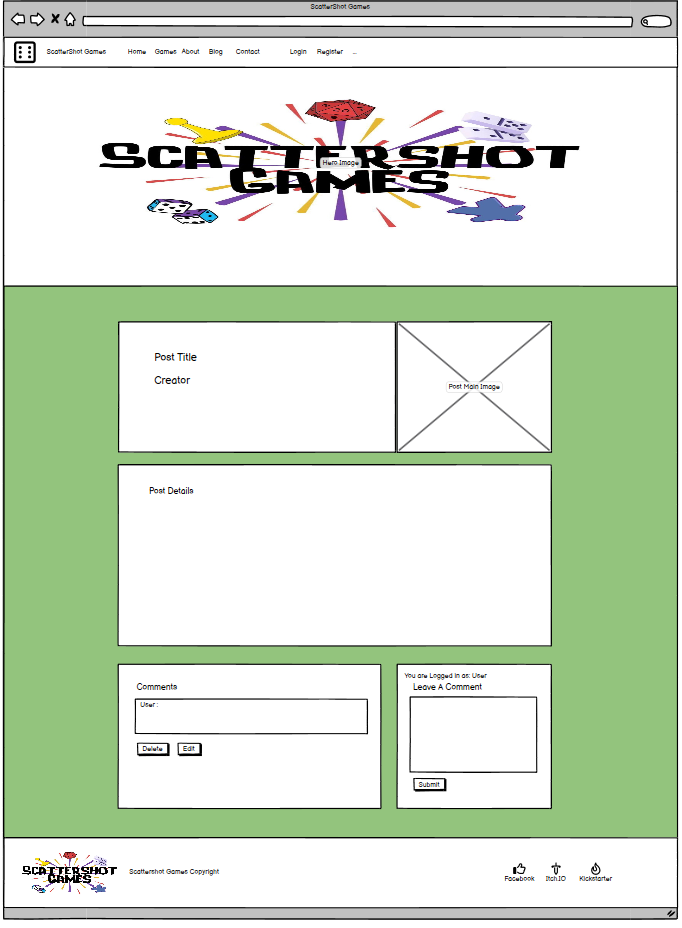 ScatterShot Games
ScatterShot Games Home Games About Blog Contact Login Register ...
SCATTERSHOT
Hero Image
GAMES
Post Title
Creator
Post Main Image
Post Details
Comments
User :
Delete Edit
You are Logged in as: User
Leave A Comment
Submit
SCATTERSHOT
GAMES
Scattershot Games Copyright
Facebook Itch.IO Kickstarter